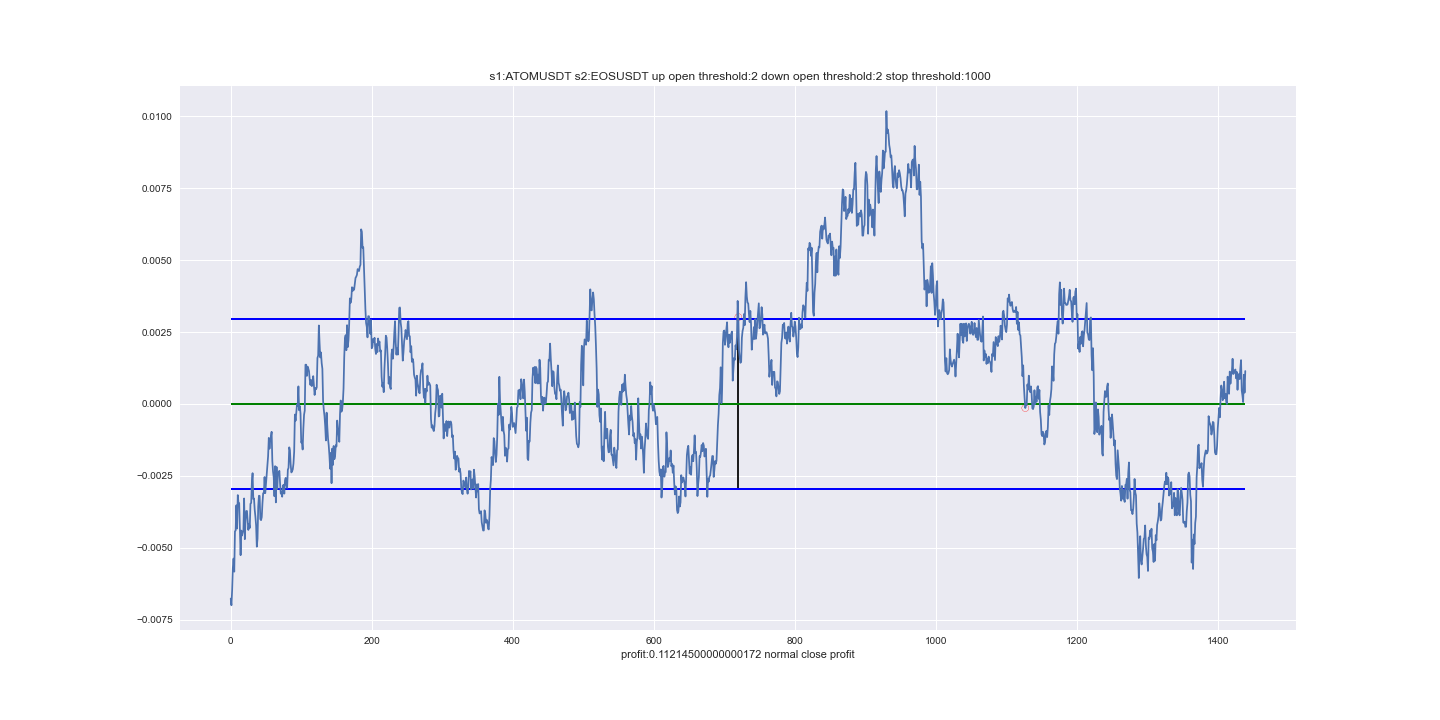 s1:ATOMUSDT s2:EOSUSDT up open threshold:2 down open threshold:2 stop threshold:1000
0.0100
0.0075
0.0050
0.0025
0.0000
−0.0025
−0.0050
−0.0075
0 200 400 600 800 1000 1200 1400
profit:0.11214500000000172 normal close profit